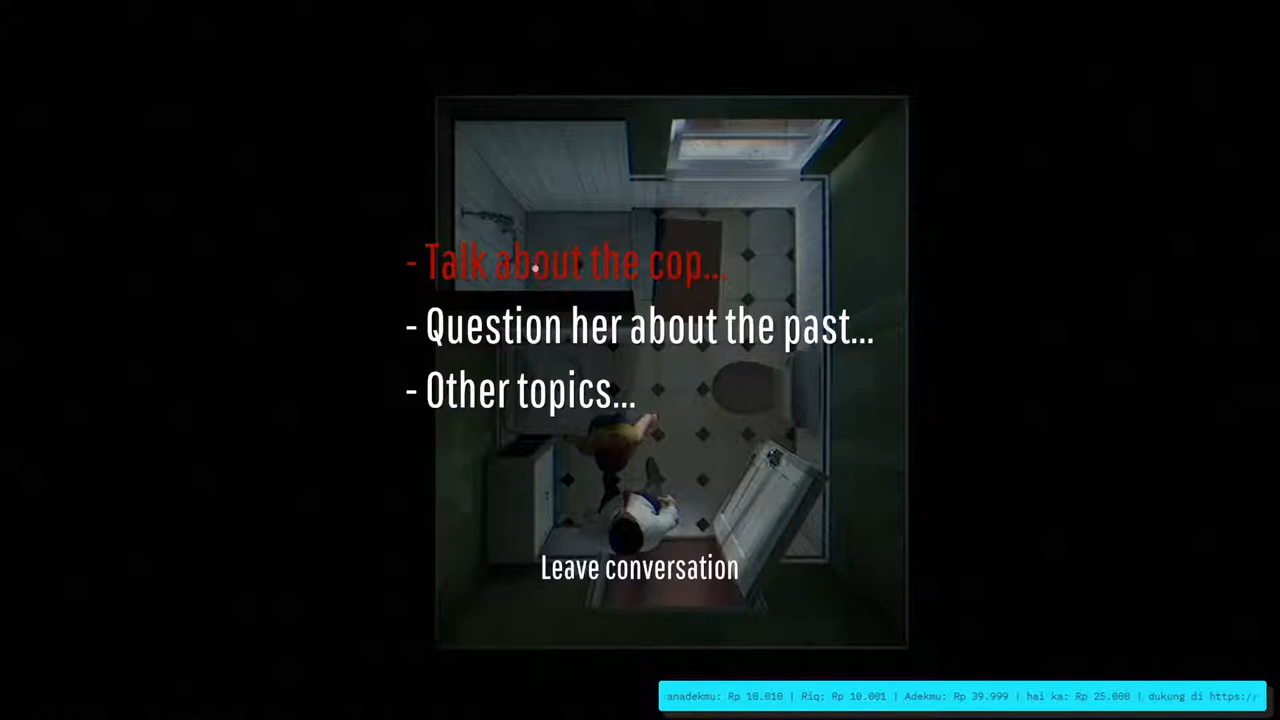 - Talk about the cop...
- Question her about the past...
- Other topics...
Leave conversation
anadekmu: Rp 10.010 | Riq: Rp 10.001 | Adekmu: Rp 39.999 | hai ka: Rp 25.000 | dukung di https:/